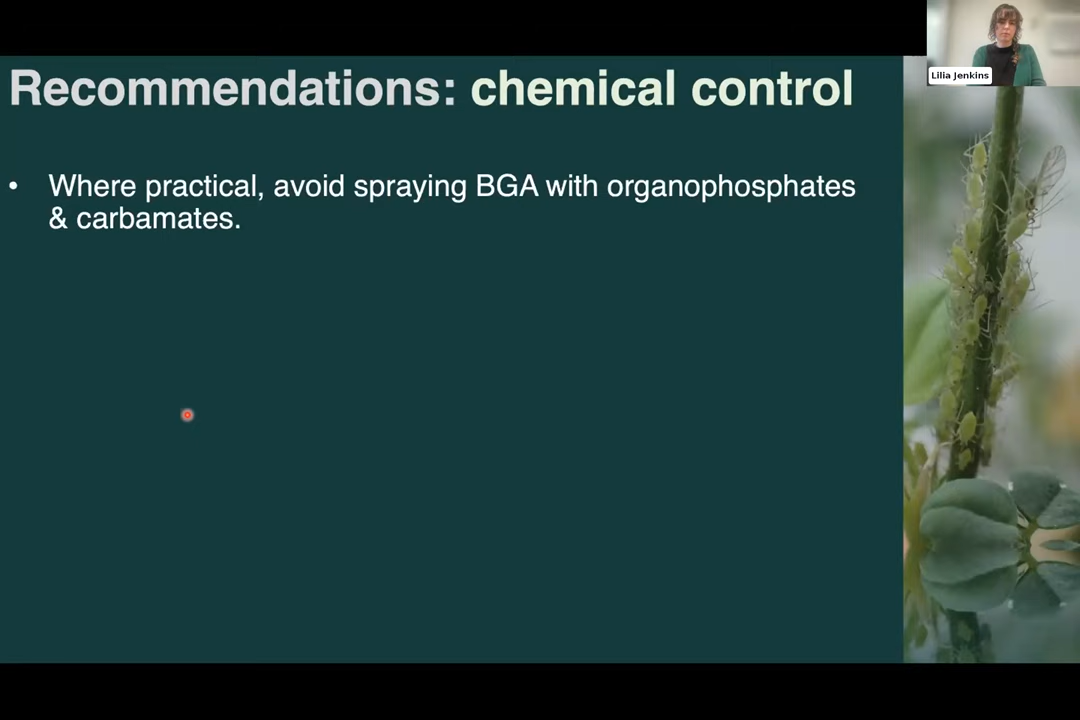 Lilia Jenkins
Recommendations: chemical control
• Where practical, avoid spraying BGA with organophosphates
& carbamates.